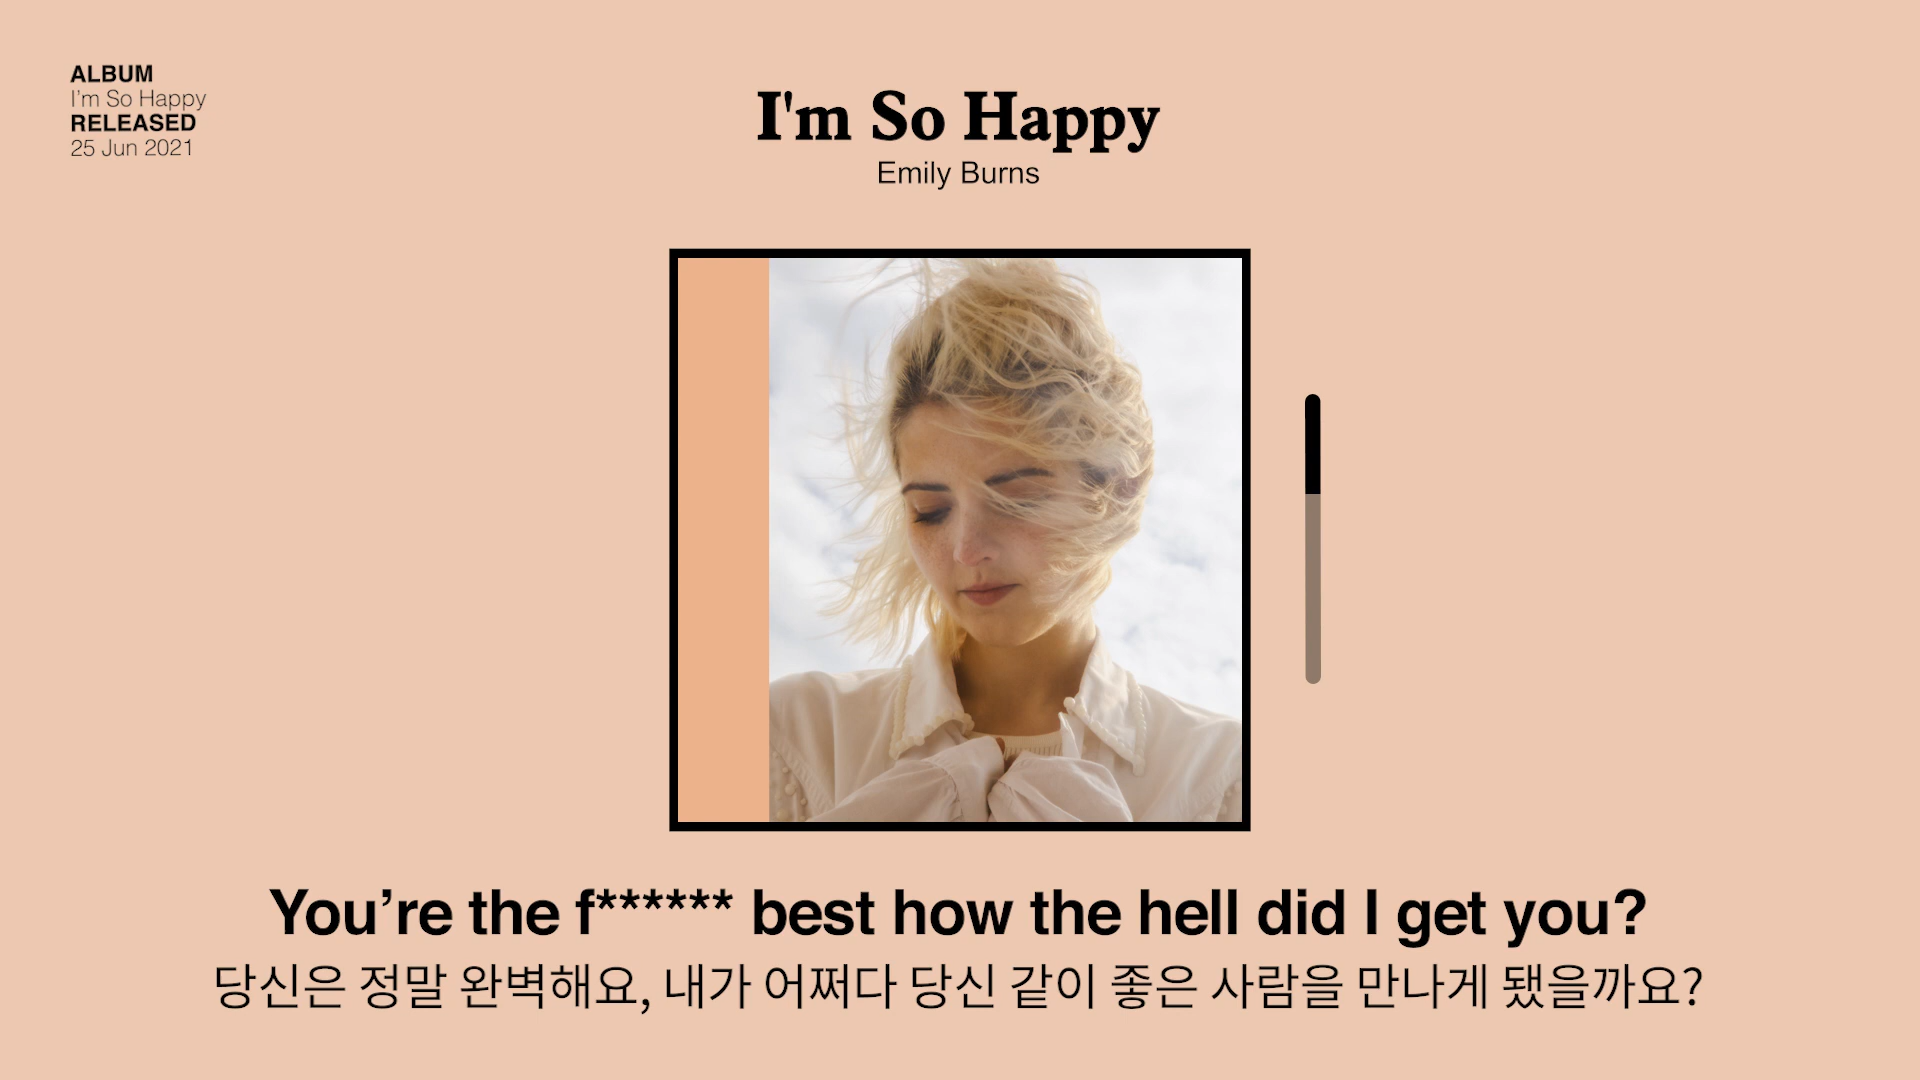 ALBUM
I'm So Happy
RELEASED
25 Jun 2021
I'm So Happy
Emily Burns
You’re the f****** best how the hell did I get you?
당신은 정말 완벽해요, 내가 어쩌다 당신 같이 좋은 사람을 만나게 됐을까요?